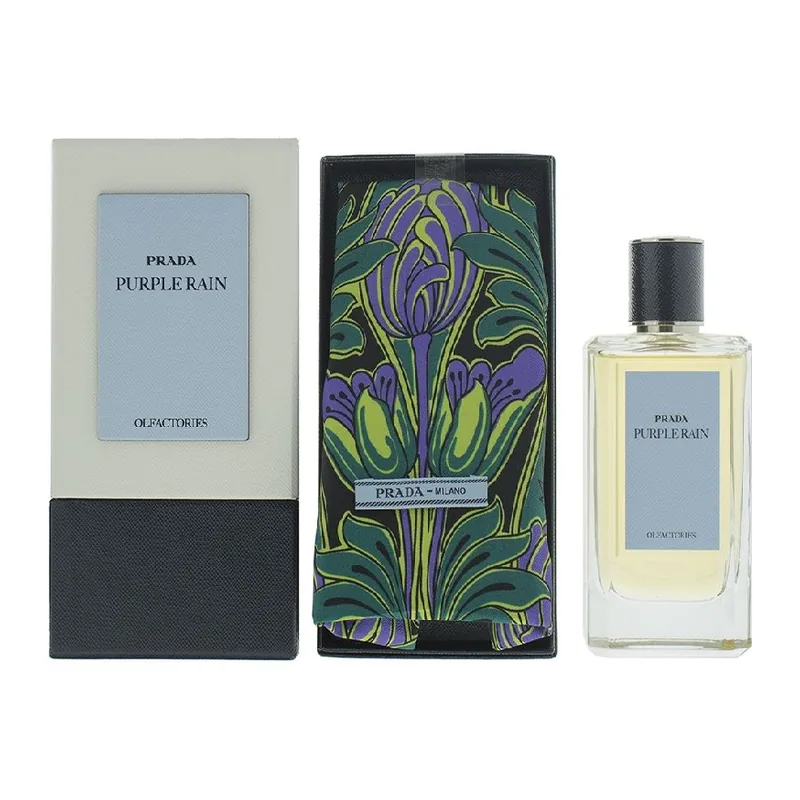 PRADA
PURPLE RAIN
OLFACTORIES
PRADA - MILANO
PRADA
PURPLE RAIN
OLFACTORIES